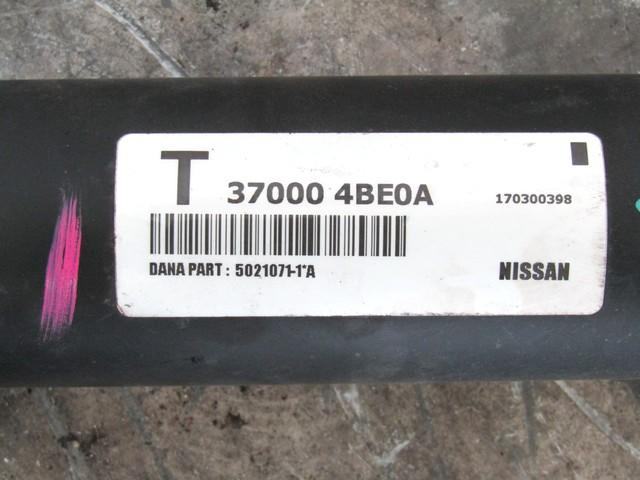 T 37000 4BE0A 170300398
DANA PART : 5021071-1*A NISSAN